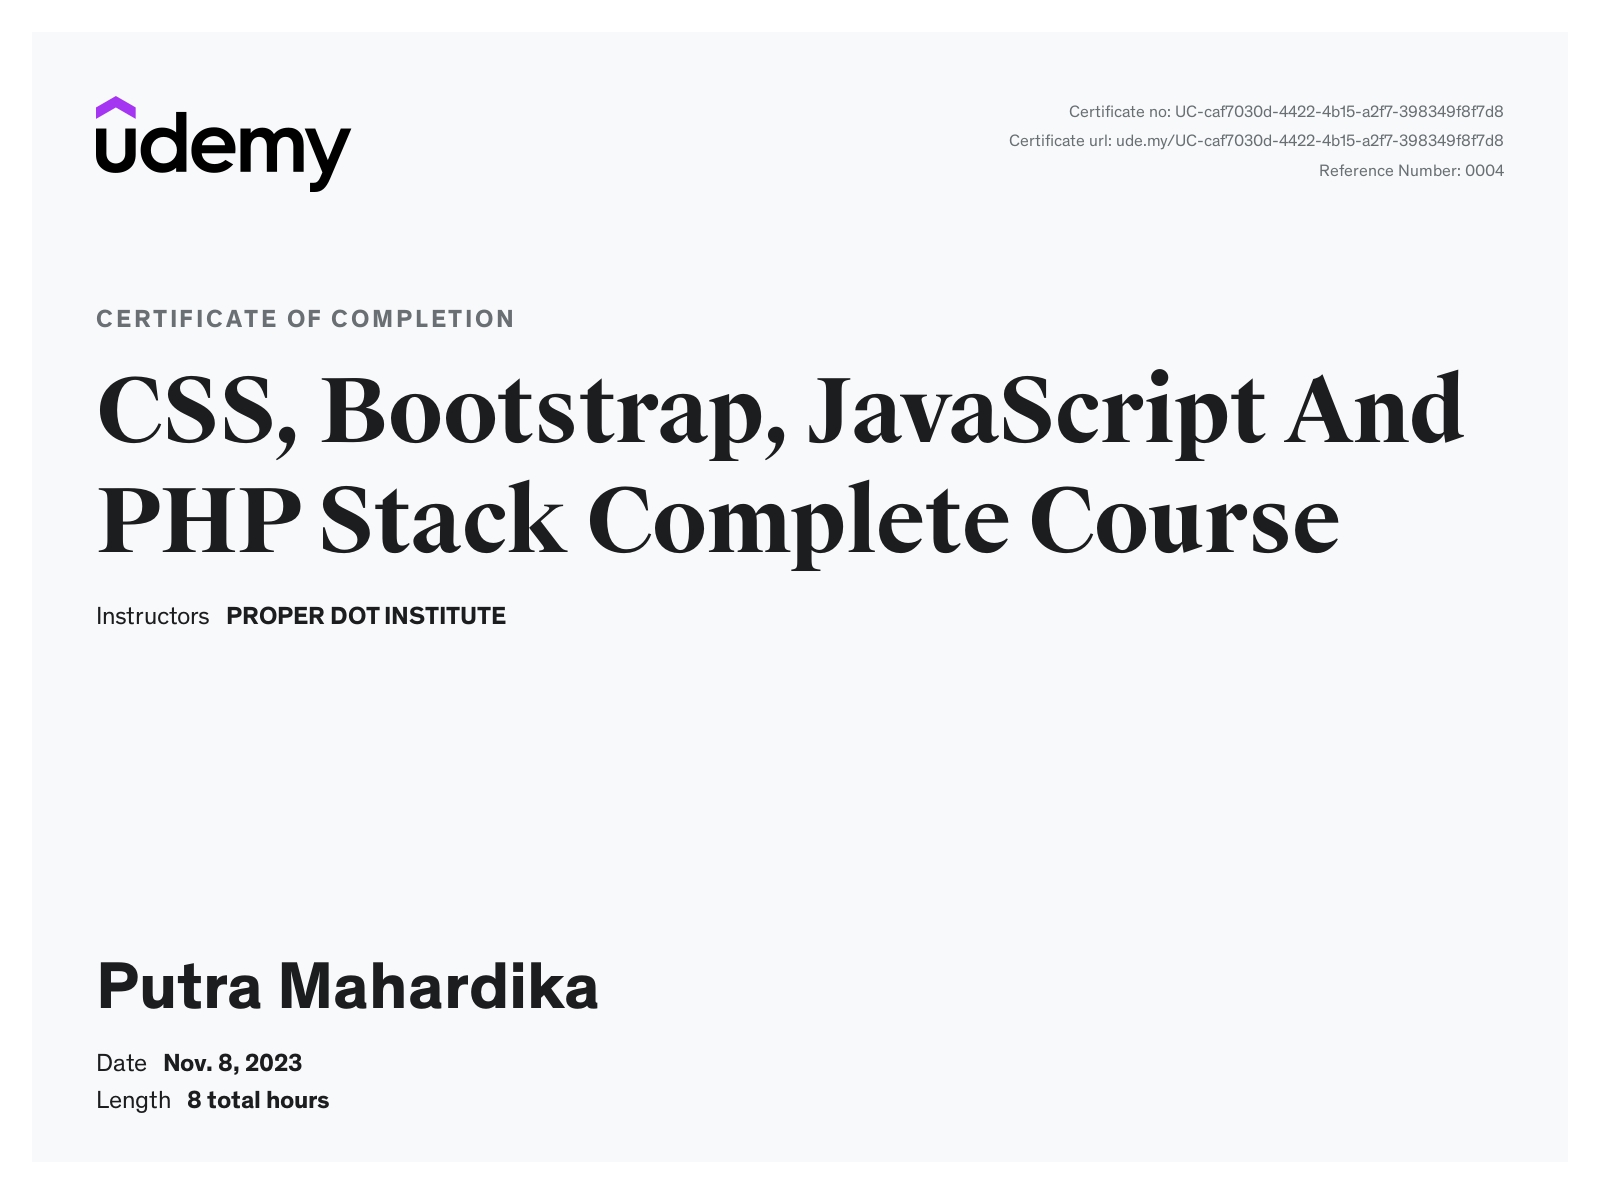 udemy
Certificate no: UC-caf7030d-4422-4b15-a2f7-398349f8f7d8
Certificate url: ude.my/UC-caf7030d-4422-4b15-a2f7-398349f8f7d8
Reference Number: 0004
CERTIFICATE OF COMPLETION
CSS, Bootstrap, JavaScript And
PHP Stack Complete Course
Instructors PROPER DOT INSTITUTE
Putra Mahardika
Date Nov. 8, 2023
Length 8 total hours